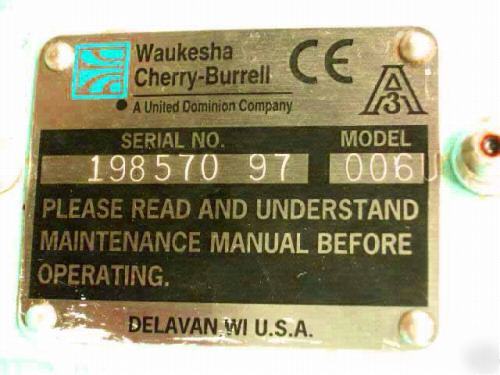 Waukesha
Cherry-Burrell
A United Dominion Company
CE
3A
SERIAL NO. MODEL
198570 97 006U
PLEASE READ AND UNDERSTAND
MAINTENANCE MANUAL BEFORE
OPERATING.
DELAVAN WI U.S.A.